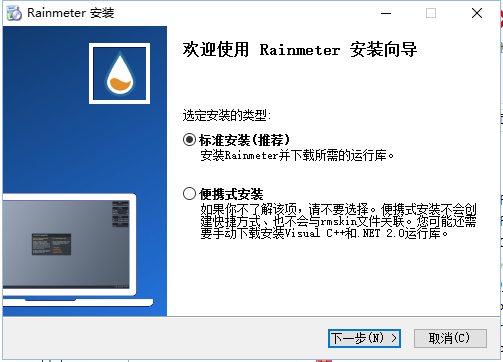 Rainmeter 安装
欢迎使用 Rainmeter 安装向导
选定安装的类型:
标准安装(推荐)
安装Rainmeter并下载所需的运行库。
便携式安装
如果你不了解该项，请不要选择。便携式安装不会创
建快捷方式、也不会与rmskin文件关联。您可能还需
要手动下载安装Visual C++和.NET 2.0运行库。
下一步(N) >
取消(C)